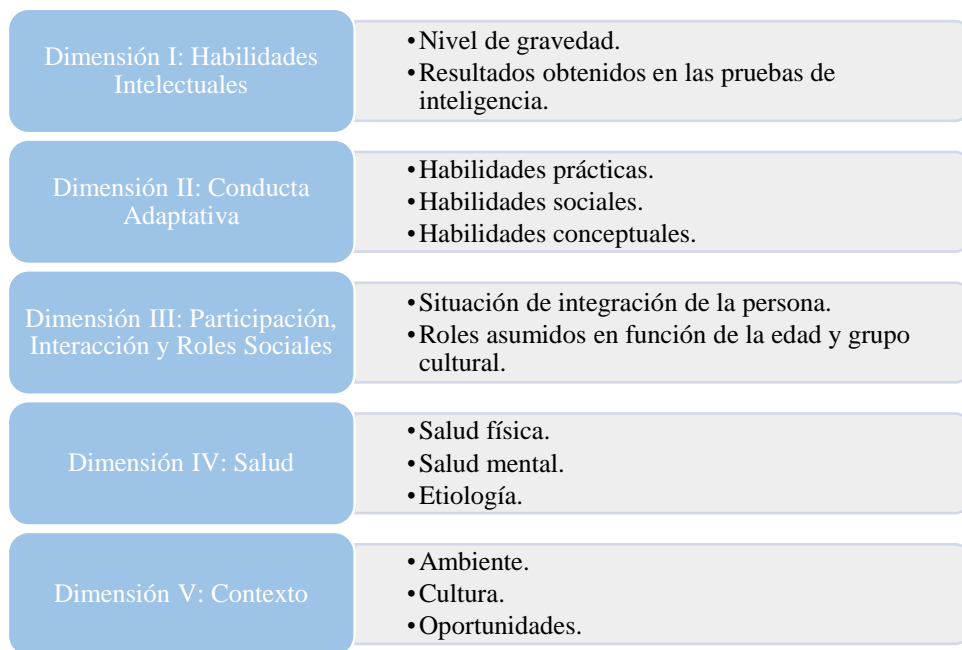 Dimensión I: Habilidades
Intelectuales
•Nivel de gravedad.
•Resultados obtenidos en las pruebas de
inteligencia.
Dimensión II: Conducta
Adaptativa
•Habilidades prácticas.
•Habilidades sociales.
•Habilidades conceptuales.
Dimensión III: Participación,
Interacción y Roles Sociales
•Situación de integración de la persona.
•Roles asumidos en función de la edad y grupo
cultural.
Dimensión IV: Salud
•Salud física.
•Salud mental.
•Etiología.
Dimensión V: Contexto
•Ambiente.
•Cultura.
•Oportunidades.